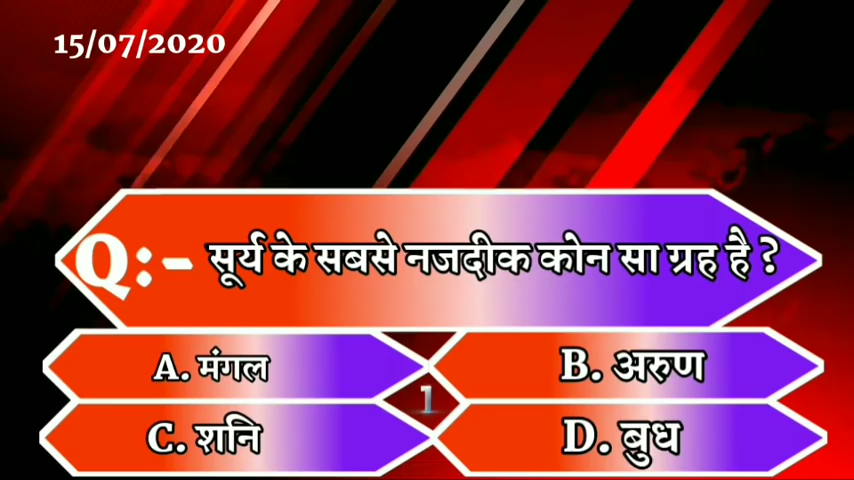 15/07/2020
Q:- सूर्य के सबसे नजदीक कोन सा ग्रह है ?
A. मंगल
B. अरुण
1
C. शनि
D. बुध